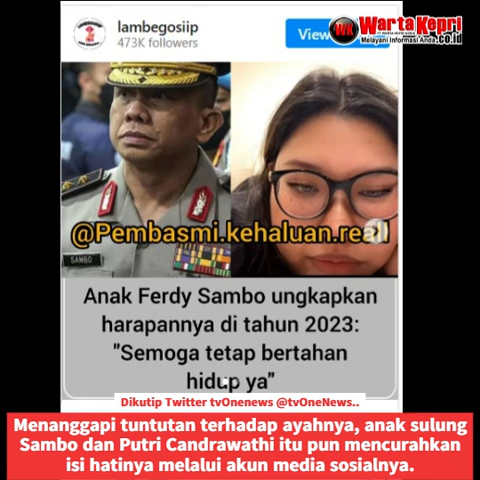 lambegosiip
473K followers
View
WK WartaKepri
Melayani Informasi Anda .co.id
SAMBO
@Pembasmi.kehaluan.reall
Anak Ferdy Sambo ungkapkan
harapannya di tahun 2023:
"Semoga tetap bertahan
hidup ya"
Dikutip Twitter tvOnenews @tvOneNews..
Menanggapi tuntutan terhadap ayahnya, anak sulung
Sambo dan Putri Candrawathi itu pun mencurahkan
isi hatinya melalui akun media sosialnya.